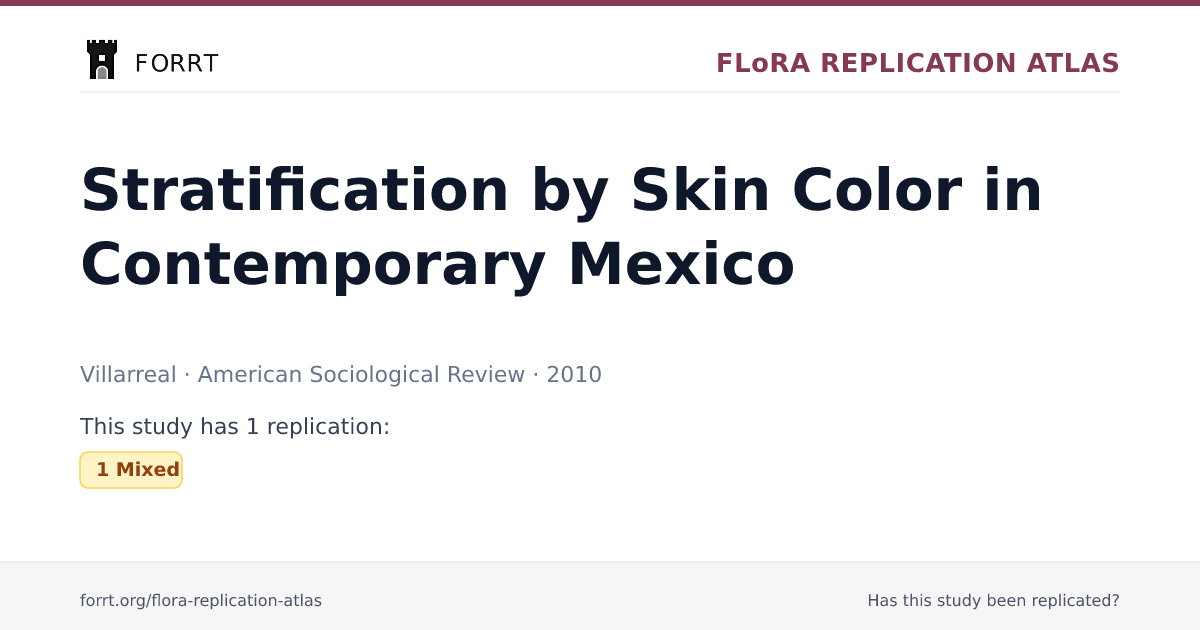 FORRT
FLoRA REPLICATION ATLAS
Stratification by Skin Color in
Contemporary Mexico
Villarreal · American Sociological Review · 2010
This study has 1 replication:
1 Mixed
forrt.org/flora-replication-atlas
Has this study been replicated?